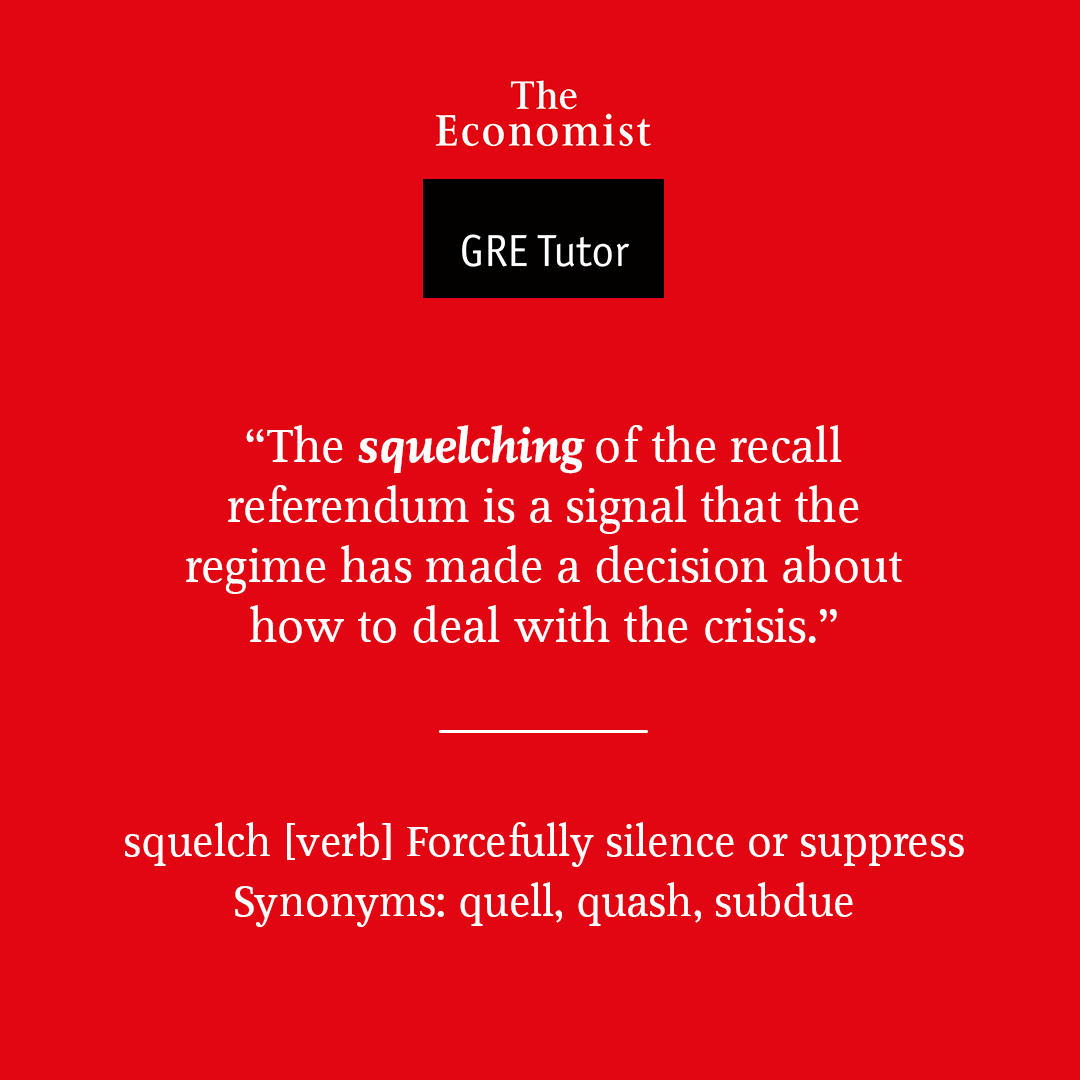 The
Economist
GRE Tutor
“The squelching of the recall
referendum is a signal that the
regime has made a decision about
how to deal with the crisis.”
squelch [verb] Forcefully silence or suppress
Synonyms: quell, quash, subdue